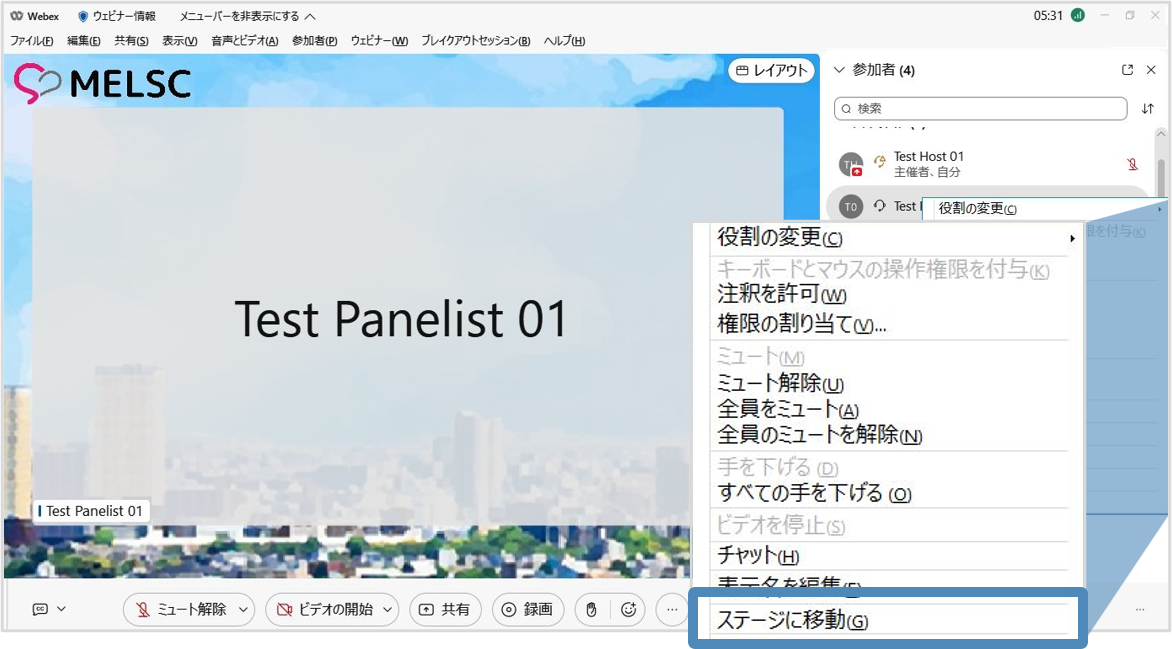 Webex ウェビナー情報 メニューバーを非表示にする 05:31
ファイル(F) 編集(E) 共有(S) 表示(V) 音声とビデオ(A) 参加者(P) ウェビナー(W) ブレイクアウトセッション(B) ヘルプ(H)
MELSC
レイアウト
参加者 (4)
検索
TH Test Host 01
主催者、自分
T0 Test
役割の変更(C)
限を付与(K)
役割の変更(C)
キーボードとマウスの操作権限を付与(K)
注釈を許可(W)
権限の割り当て(V)...
ミュート(M)
ミュート解除(U)
全員をミュート(A)
全員のミュートを解除(N)
手を下げる (D)
すべての手を下げる (O)
ビデオを停止(S)
チャット(H)
表示名を編集(E)
ステージに移動(G)
Test Panelist 01
Test Panelist 01
ミュート解除 ビデオの開始 共有 録画